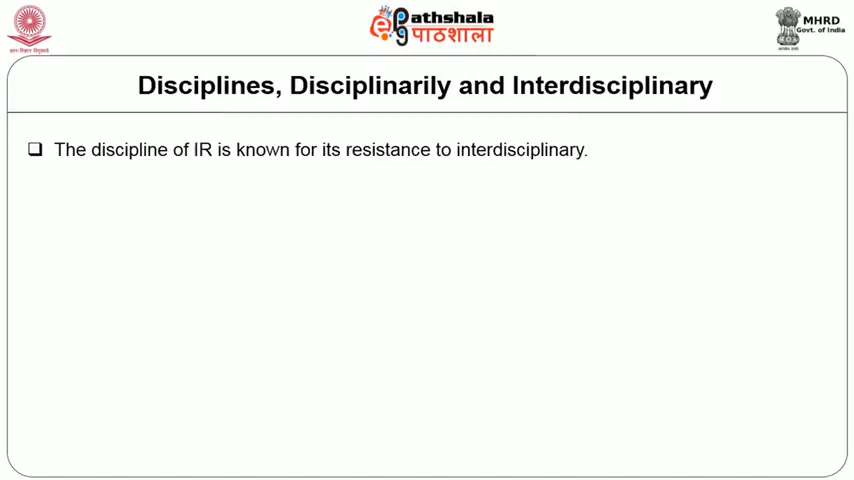 ePathshala
पाठशाला
MHRD
Govt. of India
Disciplines, Disciplinarily and Interdisciplinary
❑ The discipline of IR is known for its resistance to interdisciplinary.